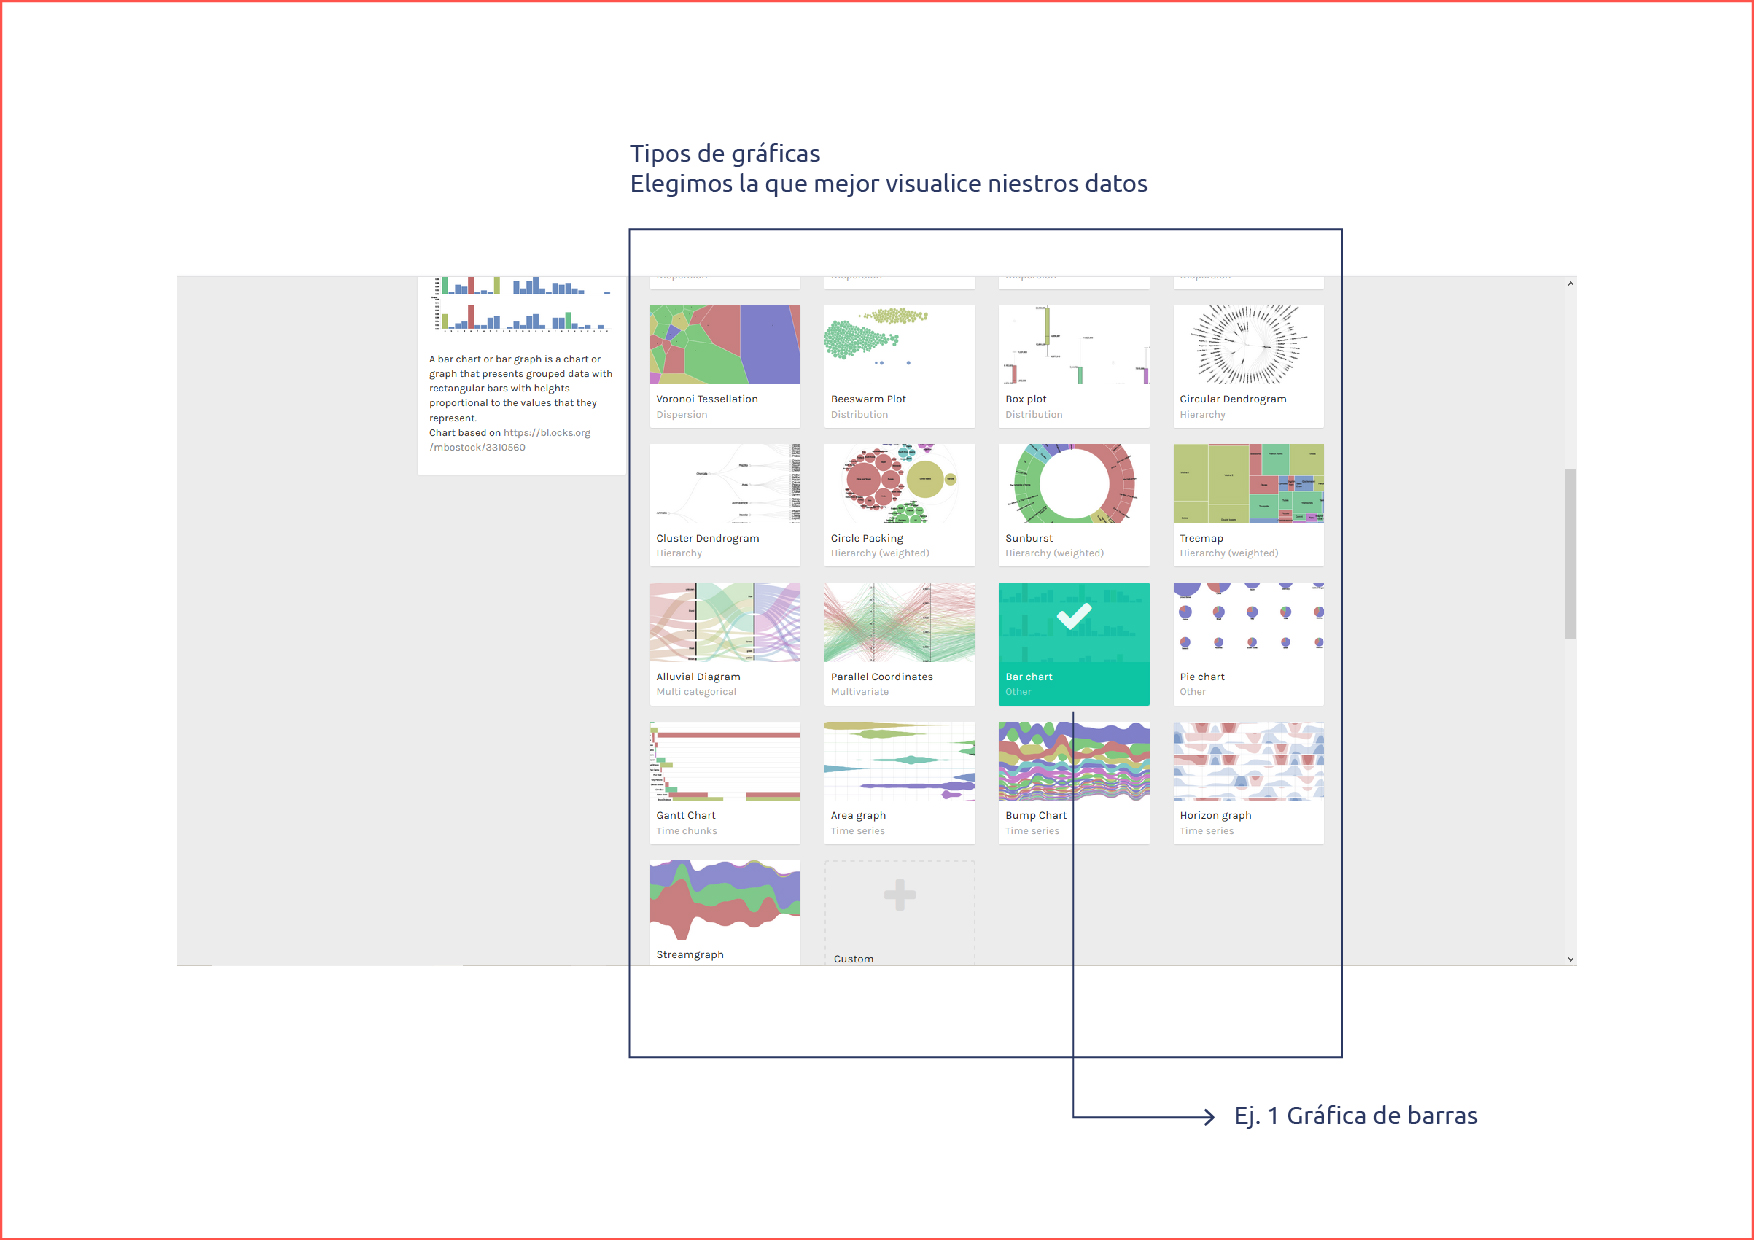 Tipos de gráficas
Elegimos la que mejor visualice niestros datos
A bar chart or bar graph is a chart or
graph that presents grouped data with
rectangular bars with heights
proportional to the values that they
represent.
Chart based on https://bl.ocks.org
/mbostock/3310560
Voronoi Tessellation
Dispersion
Beeswarm Plot
Distribution
Box plot
Distribution
Circular Dendrogram
Hierarchy
Cluster Dendrogram
Hierarchy
Circle Packing
Hierarchy (weighted)
Sunburst
Hierarchy (weighted)
Treemap
Hierarchy (weighted)
Alluvial Diagram
Multi categorical
Parallel Coordinates
Multivariate
Bar chart
Other
Pie chart
Other
Gantt Chart
Time chunks
Area graph
Time series
Bump Chart
Time series
Horizon graph
Time series
Streamgraph
Custom
Ej. 1 Gráfica de barras